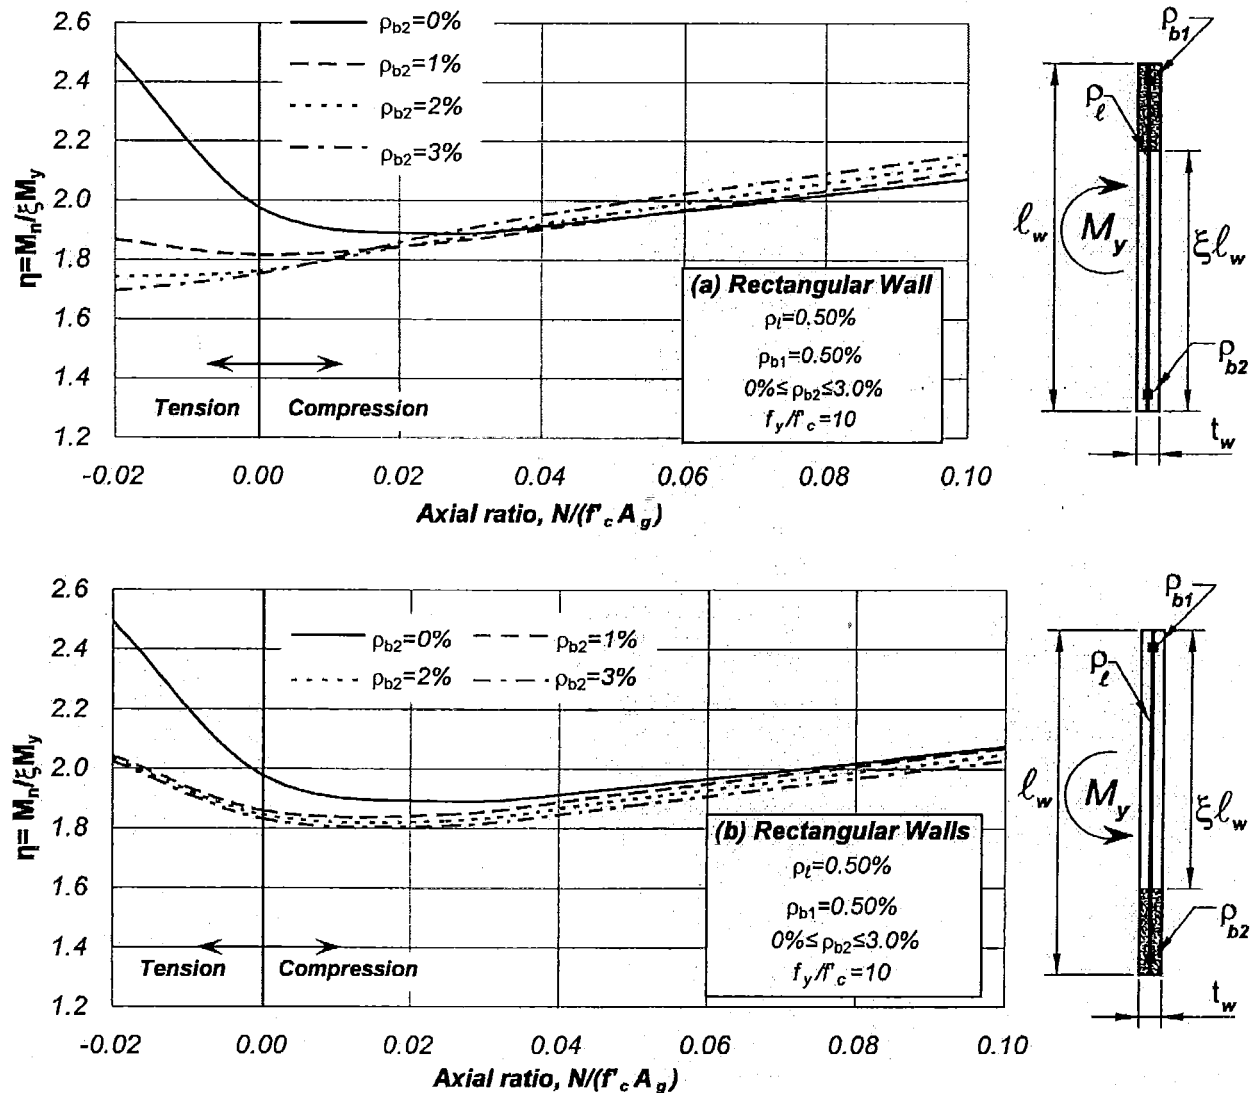 2.6
2.4
2.2
2.0
1.8
1.6
1.4
1.2
η=Mn/ξMy
ρb2=0%
ρb2=1%
ρb2=2%
ρb2=3%
Tension
Compression
(a) Rectangular Wall
ρℓ=0.50%
ρb1=0.50%
0%≤ρb2≤3.0%
fy/f'c=10
-0.02 0.00 0.02 0.04 0.06 0.08 0.10
Axial ratio, N/(f'c Ag)
ρb1
ρℓ
ℓw
My
ξℓw
ρb2
tw
2.6
2.4
2.2
2.0
1.8
1.6
1.4
1.2
η= Mn/ξMy
ρb2=0% ρb2=1%
ρb2=2% ρb2=3%
Tension
Compression
(b) Rectangular Walls
ρℓ=0.50%
ρb1=0.50%
0%≤ρb2≤3.0%
fy/f'c=10
-0.02 0.00 0.02 0.04 0.06 0.08 0.10
Axial ratio, N/(f'c Ag)
ρb1
ρℓ
ℓw
My
ξℓw
ρb2
tw